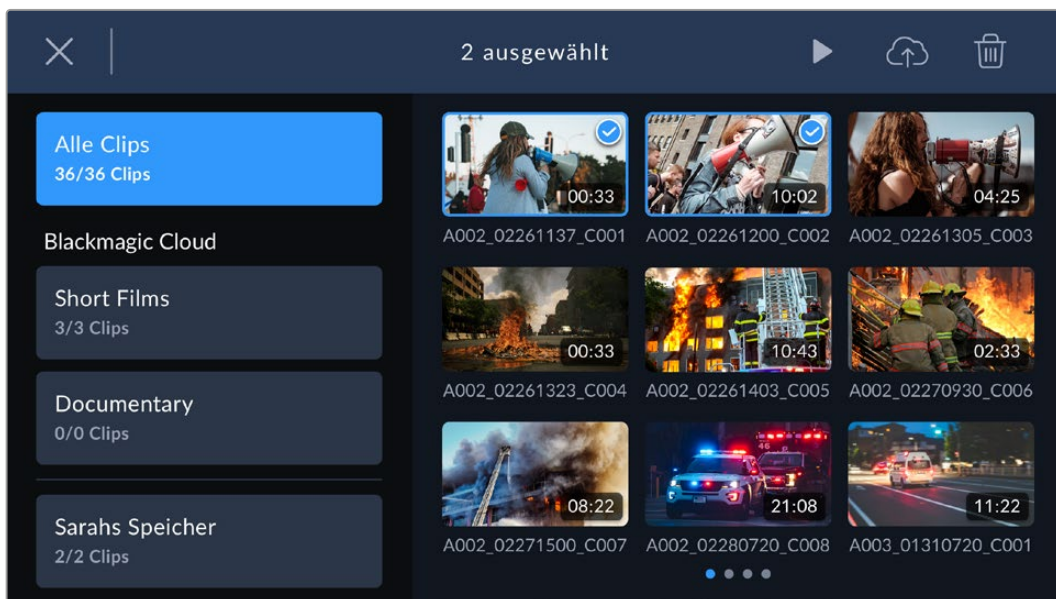 2 ausgewählt
Alle Clips
36/36 Clips
Blackmagic Cloud
Short Films
3/3 Clips
Documentary
0/0 Clips
Sarahs Speicher
2/2 Clips
00:33
10:02
04:25
A002_02261137_C001
A002_02261200_C002
A002_02261305_C003
00:33
10:43
02:33
A002_02261323_C004
A002_02261403_C005
A002_02270930_C006
46
08:22
21:08
11:22
A002_02271500_C007
A002_02280720_C008
A003_01310720_C001